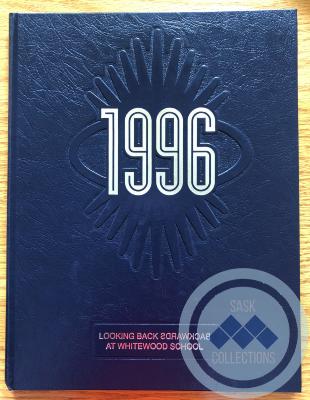 1996
LOOKING BACK SDRAWKCAB
AT WHITEWOOD SCHOOL
SASK
COLLECTIONS